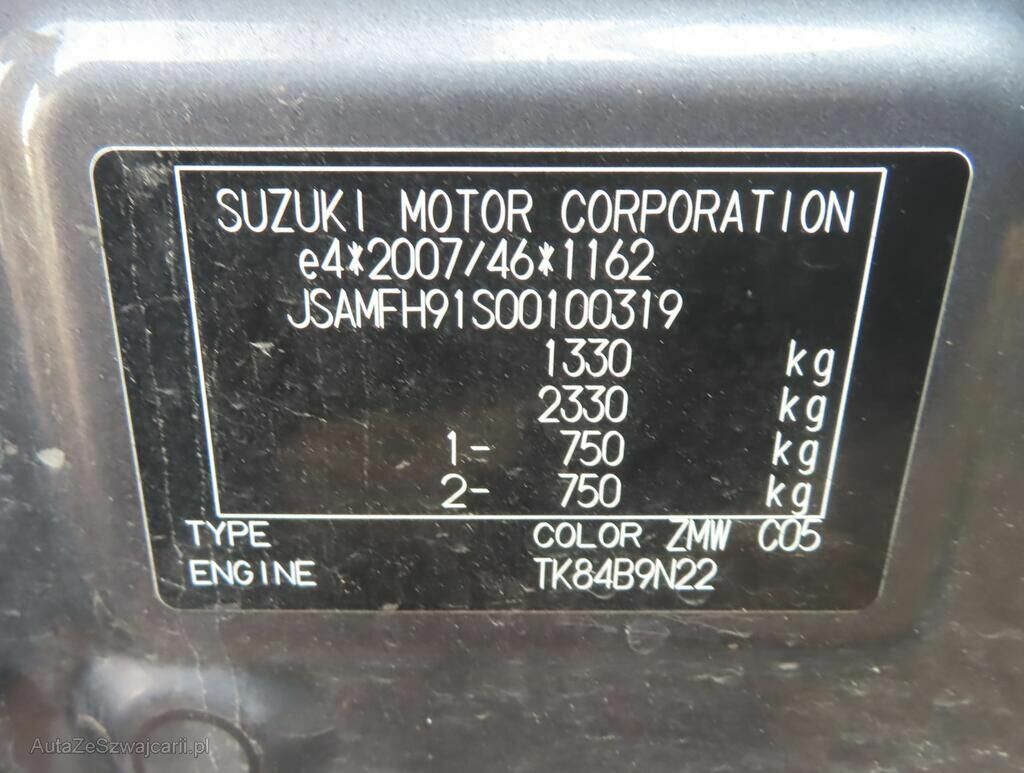 SUZUKI MOTOR CORPORATION
e4*2007/46*1162
JSAMFH91S00100319
1330 kg
2330 kg
1- 750 kg
2- 750 kg
TYPE COLOR ZMW C05
ENGINE TK84B9N22
AutaZeSzwajcarii.pl